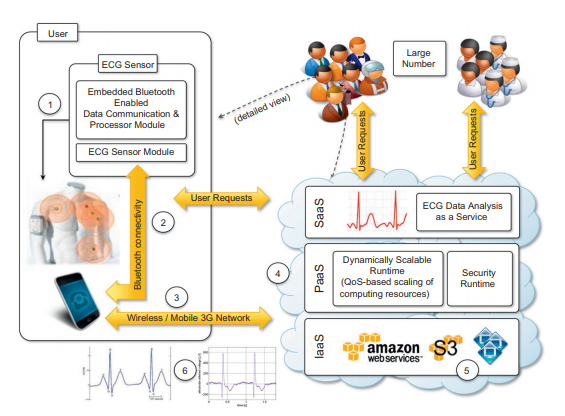 User
ECG Sensor
Embedded Bluetooth
Enabled
Data Communication &
Processor Module
ECG Sensor Module
1
Large
Number
(detailed view)
User Requests
User Requests
User Requests
Bluetooth connectivity
2
3
Wireless / Mobile 3G Network
SaaS
ECG Data Analysis
as a Service
4
PaaS
Dynamically Scalable
Runtime
(QoS-based scaling of
computing resources)
Security
Runtime
IaaS
amazon
webservices™
S3
5
6